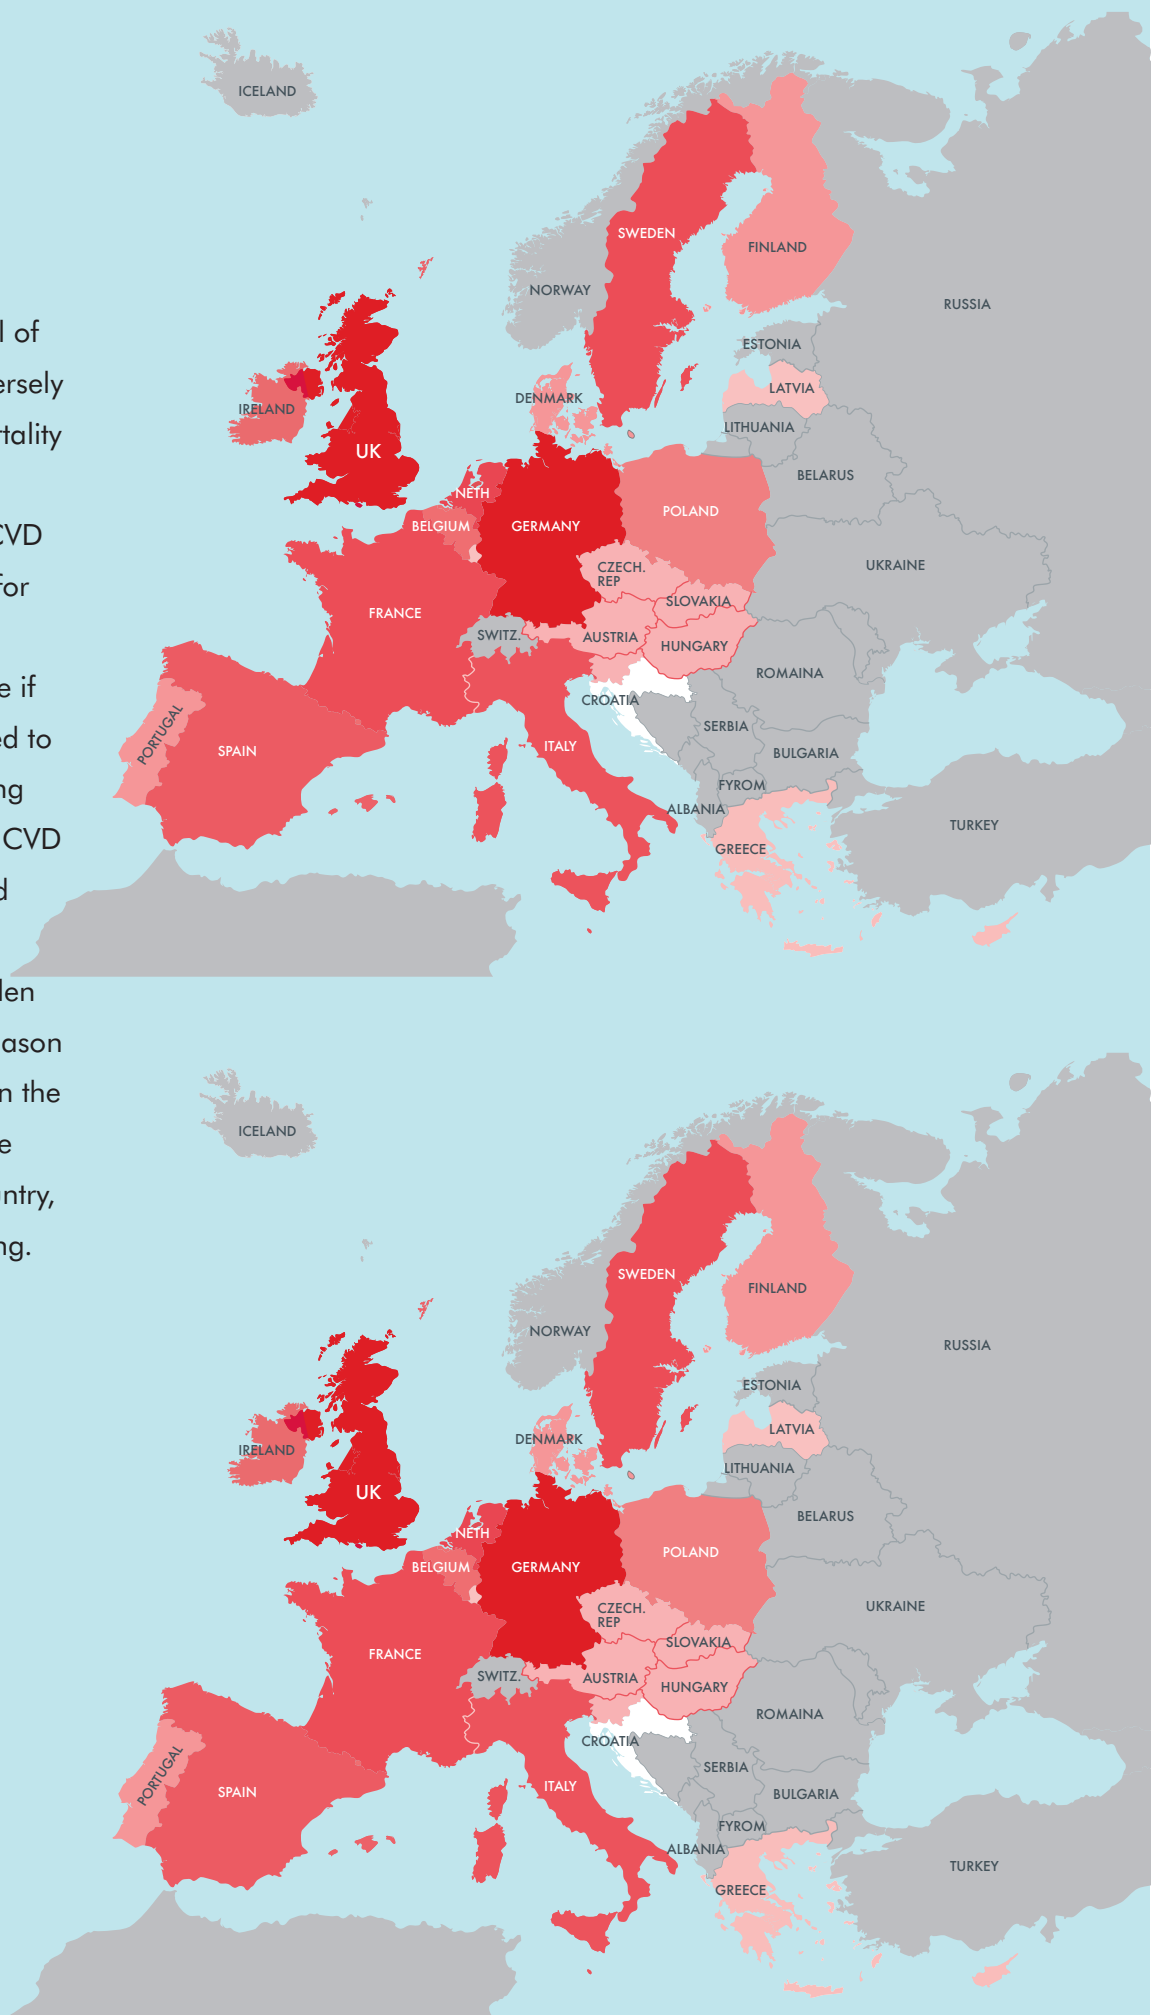 l of
ersely
tality
CVD
for
e if
ed to
ng
CVD
d
len
ason
n the
e
untry,
ng.
ICELAND
SWEDEN
FINLAND
NORWAY
RUSSIA
ESTONIA
DENMARK
LATVIA
IRELAND
LITHUANIA
UK
BELARUS
NETH
POLAND
BELGIUM
GERMANY
UKRAINE
CZECH.
REP
SLOVAKIA
FRANCE
SWITZ.
AUSTRIA
HUNGARY
ROMAINA
CROATIA
PORTUGAL
SERBIA
SPAIN
ITALY
BULGARIA
FYROM
ALBANIA
TURKEY
GREECE
ICELAND
SWEDEN
FINLAND
NORWAY
RUSSIA
ESTONIA
DENMARK
LATVIA
IRELAND
LITHUANIA
UK
BELARUS
NETH
POLAND
BELGIUM
GERMANY
UKRAINE
CZECH.
REP
SLOVAKIA
FRANCE
SWITZ.
AUSTRIA
HUNGARY
ROMAINA
CROATIA
PORTUGAL
SERBIA
SPAIN
ITALY
BULGARIA
FYROM
ALBANIA
TURKEY
GREECE